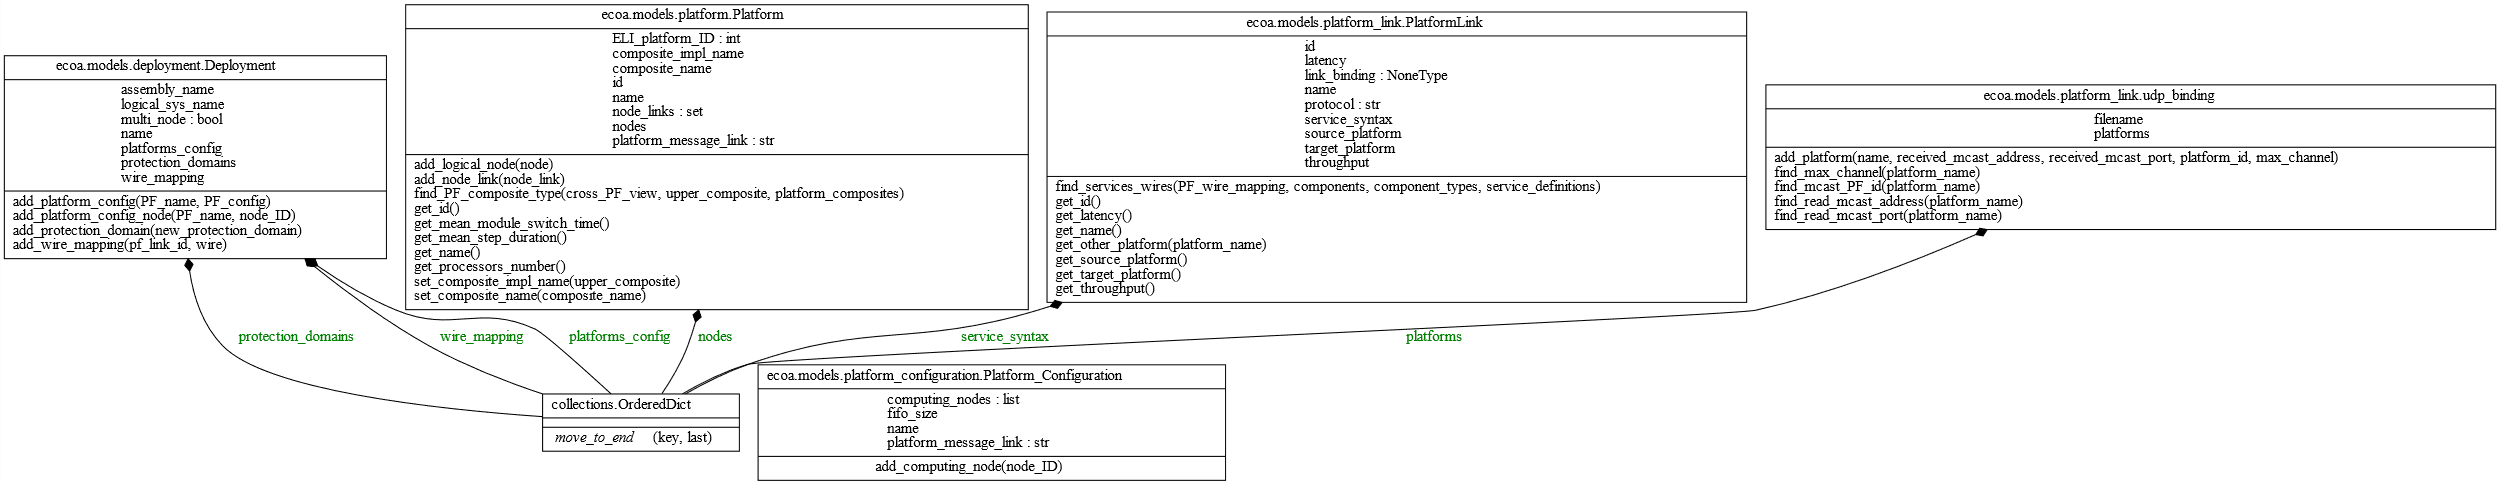 ecoa.models.deployment.Deployment
assembly_name
logical_sys_name
multi_node : bool
name
platforms_config
protection_domains
wire_mapping
add_platform_config(PF_name, PF_config)
add_platform_config_node(PF_name, node_ID)
add_protection_domain(new_protection_domain)
add_wire_mapping(pf_link_id, wire)
ecoa.models.platform.Platform
ELI_platform_ID : int
composite_impl_name
composite_name
id
name
node_links : set
nodes
platform_message_link : str
add_logical_node(node)
add_node_link(node_link)
find_PF_composite_type(cross_PF_view, upper_composite, platform_composites)
get_id()
get_mean_module_switch_time()
get_mean_step_duration()
get_name()
get_processors_number()
set_composite_impl_name(upper_composite)
set_composite_name(composite_name)
ecoa.models.platform_link.PlatformLink
id
latency
link_binding : NoneType
name
protocol : str
service_syntax
source_platform
target_platform
throughput
find_services_wires(PF_wire_mapping, components, component_types, service_definitions)
get_id()
get_latency()
get_name()
get_other_platform(platform_name)
get_source_platform()
get_target_platform()
get_throughput()
ecoa.models.platform_link.udp_binding
filename
platforms
add_platform(name, received_mcast_address, received_mcast_port, platform_id, max_channel)
find_max_channel(platform_name)
find_mcast_PF_id(platform_name)
find_read_mcast_address(platform_name)
find_read_mcast_port(platform_name)
protection_domains
wire_mapping
platforms_config
nodes
service_syntax
platforms
collections.OrderedDict
move_to_end (key, last)
ecoa.models.platform_configuration.Platform_Configuration
computing_nodes : list
fifo_size
name
platform_message_link : str
add_computing_node(node_ID)